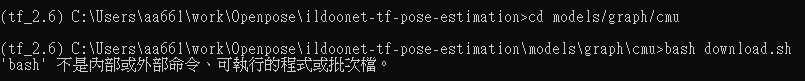 (tf_2.6) C:\Users\aa661\work\Openpose\ildoonet-tf-pose-estimation>cd models/graph/cmu
(tf_2.6) C:\Users\aa661\work\Openpose\ildoonet-tf-pose-estimation\models\graph\cmu>bash download.sh
'bash' 不是內部或外部命令、可執行的程式或批次檔。